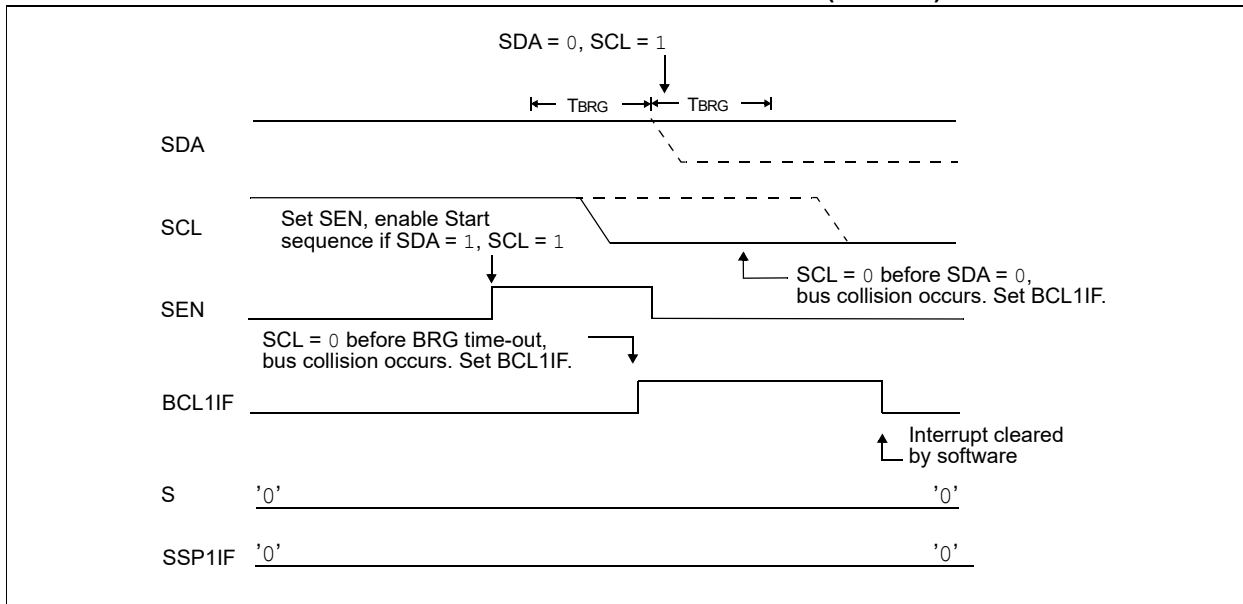 SDA = 0, SCL = 1
TBRG TBRG
SDA
SCL
Set SEN, enable Start
sequence if SDA = 1, SCL = 1
SCL = 0 before SDA = 0,
bus collision occurs. Set BCL1IF.
SEN
SCL = 0 before BRG time-out,
bus collision occurs. Set BCL1IF.
BCL1IF
Interrupt cleared
by software
S '0' '0'
SSP1IF '0' '0'